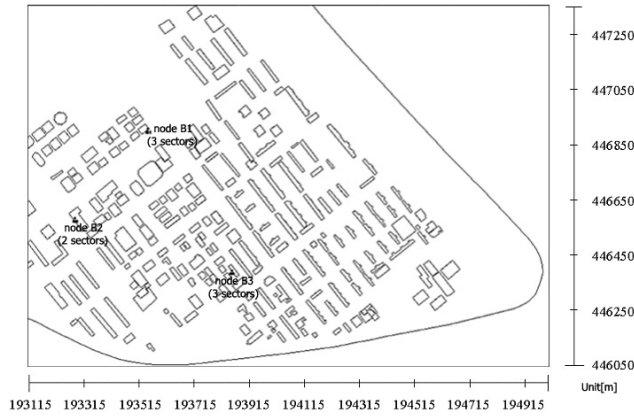 447250
447050
446850
446650
446450
446250
446050
node B1
(3 sectors)
node B2
(2 sectors)
node B3
(3 sectors)
Unit[m]
193115 193315 193515 193715 193915 194115 194315 194515 194715 194915